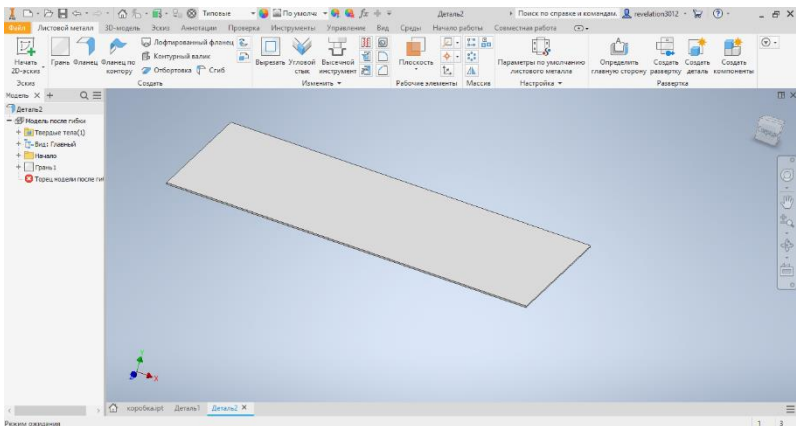 Типовые По умолч Деталь2 Поиск по справке и командам. revelation3012
Файл Листовой металл 3D-модель Эскиз Аннотации Проверка Инструменты Управление Вид Среды Начало работы Совместная работа
Начать 2D-эскиз
Грань Фланец Фланец по контору
Лофтированный фланец
Контурный валик
Отбортовка Сгиб
Вырезать Угловой стык Высечной инструмент
Плоскость
Параметры по умолчанию листового металла
Определить главную сторону Создать развертку Создать деталь Создать компоненты
Эскиз Создать Изменить Рабочие элементы Массив Настройка Развертка
Модель
Деталь2
Модель после гибки
Твердые тела(1)
Вид: Главный
Начало
Грань1
Торец модели после ги
Y
X
коробка.ipt Деталь1 Деталь2
Режим ожидания 1 3